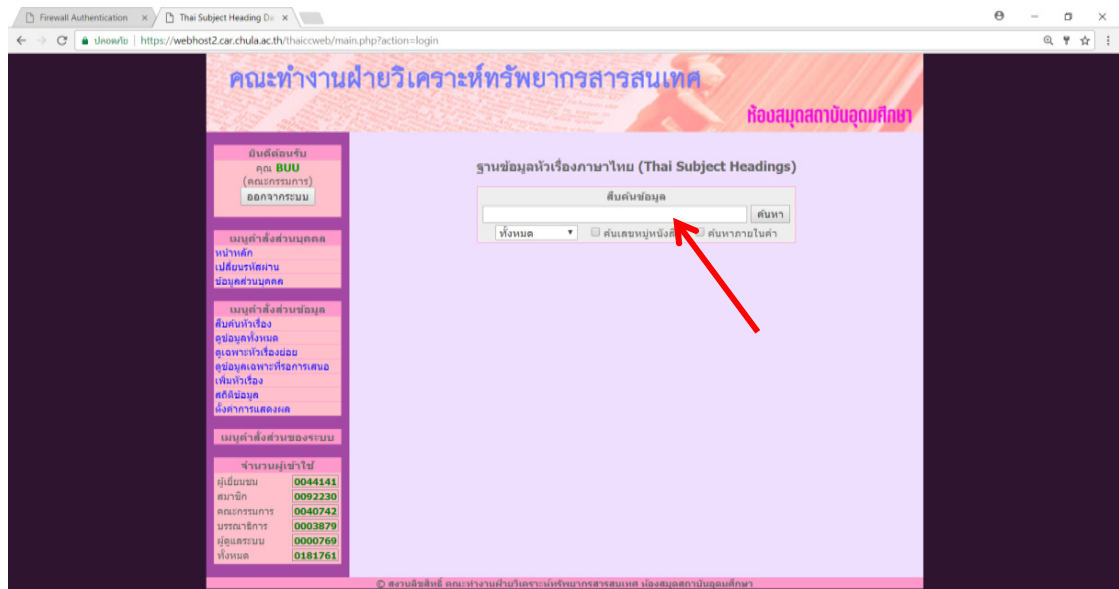 Firewall Authentication
Thai Subject Heading Da
ปลอดภัย | https://webhost2.car.chula.ac.th/thaiccweb/main.php?action=login
คณะทำงานฝ่ายวิเคราะห์ทรัพยากรสารสนเทศ
ห้องสมุดสถาบันอุดมศึกษา
ยินดีต้อนรับ
คุณ BUU
(คณะกรรมการ)
ออกจากระบบ
เมนูคำสั่งส่วนบุคคล
หน้าหลัก
เปลี่ยนรหัสผ่าน
ข้อมูลส่วนบุคคล
เมนูคำสั่งส่วนข้อมูล
สืบค้นหัวเรื่อง
ดูข้อมูลทั้งหมด
ดูเฉพาะหัวเรื่องย่อย
ดูข้อมูลเฉพาะที่รอการเสนอ
เพิ่มหัวเรื่อง
สถิติข้อมูล
ตั้งค่าการแสดงผล
เมนูคำสั่งส่วนของระบบ
จำนวนผู้เข้าใช้
ผู้เยี่ยมชม 0044141
สมาชิก 0092230
คณะกรรมการ 0040742
บรรณาธิการ 0003879
ผู้ดูแลระบบ 0000769
ทั้งหมด 0181761
ฐานข้อมูลหัวเรื่องภาษาไทย (Thai Subject Headings)
สืบค้นข้อมูล
ค้นหา
ทั้งหมด ค้นเลขหมู่หนังสือ ค้นหาภายในคำ
© สงวนลิขสิทธิ์ คณะทำงานฝ่ายวิเคราะห์ทรัพยากรสารสนเทศ ห้องสมุดสถาบันอุดมศึกษา